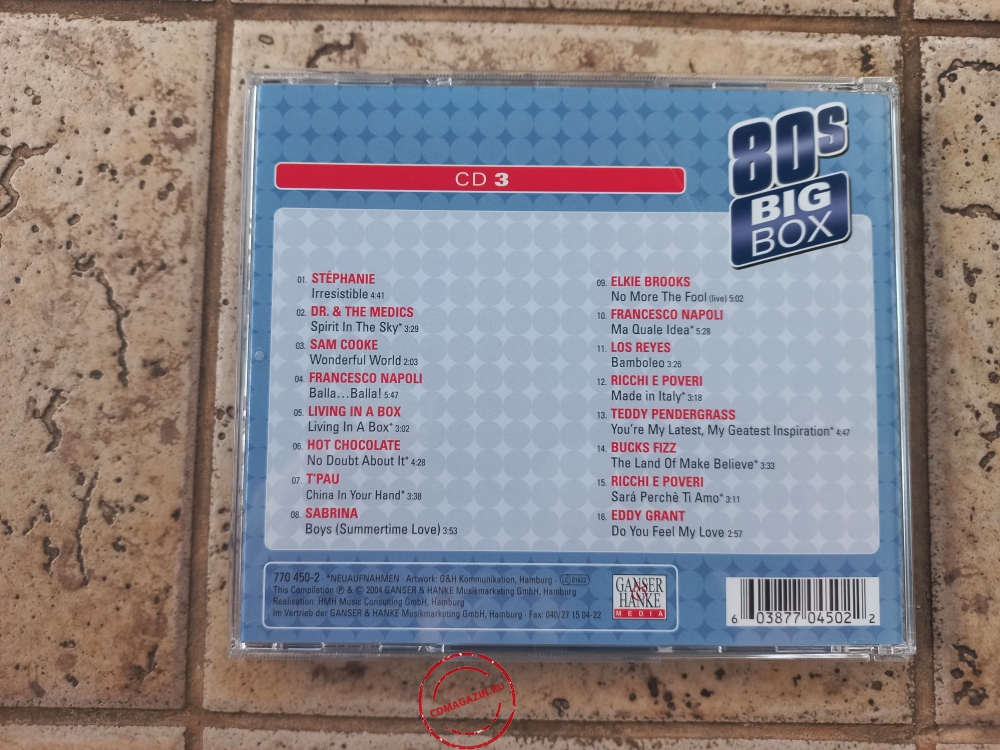 80s
BIG
BOX
CD 3
01. STÉPHANIE
Irresistible 4:41
02. DR. & THE MEDICS
Spirit In The Sky* 3:29
03. SAM COOKE
Wonderful World 2:03
04. FRANCESCO NAPOLI
Balla...Balla! 5:47
05. LIVING IN A BOX
Living In A Box* 3:02
06. HOT CHOCOLATE
No Doubt About It* 4:28
07. T'PAU
China In Your Hand* 3:38
08. SABRINA
Boys (Summertime Love) 3:53
09. ELKIE BROOKS
No More The Fool (live) 5:02
10. FRANCESCO NAPOLI
Ma Quale Idea* 5:28
11. LOS REYES
Bamboleo 3:26
12. RICCHI E POVERI
Made in Italy* 3:18
13. TEDDY PENDERGRASS
You're My Latest, My Geatest Inspiration* 4:47
14. BUCKS FIZZ
The Land Of Make Believe* 3:33
15. RICCHI E POVERI
Sará Perchè Ti Amo* 3:11
16. EDDY GRANT
Do You Feel My Love 2:57
770 450-2 · *NEUAUFNAHMEN · Artwork: G&H Kommunikation, Hamburg · LC 01632
This Compilation ℗ & © 2004 GANSER & HANKE Musikmarketing GmbH, Hamburg
Realisation: HMH Music Consulting GmbH, Hamburg
Im Vertrieb der GANSER & HANKE Musikmarketing GmbH, Hamburg · Fax: 040/ 27 15 04-22
GANSER
&
HANKE
MEDIA
6 03877 04502 2
CDMAGAZIN.RU